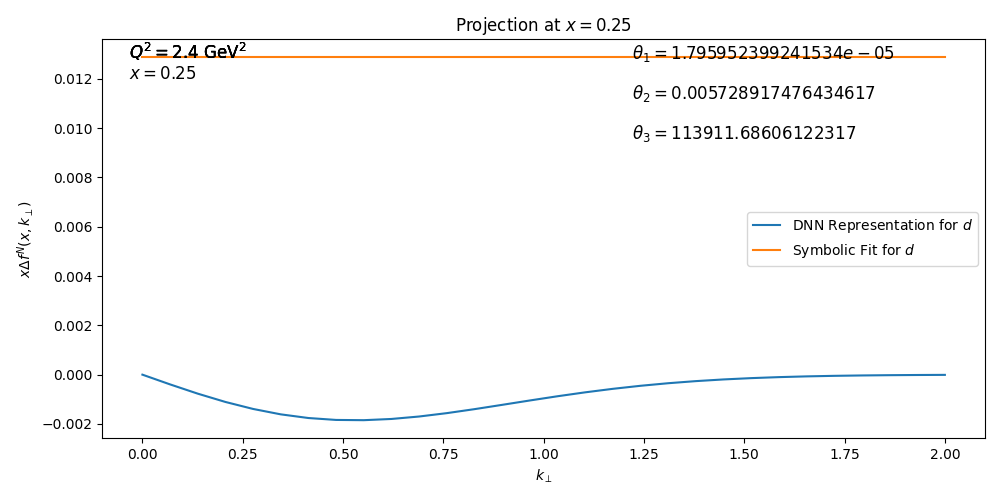 Projection at x = 0.25
Q² = 2.4 GeV²
x = 0.25
θ₁ = 1.795952399241534e − 05
θ₂ = 0.005728917476434617
θ₃ = 113911.68606122317
0.012
0.010
0.008
0.006
0.004
0.002
0.000
−0.002
xΔfᴺ(x, k⊥)
DNN Representation for d
Symbolic Fit for d
0.00 0.25 0.50 0.75 1.00 1.25 1.50 1.75 2.00
k⊥